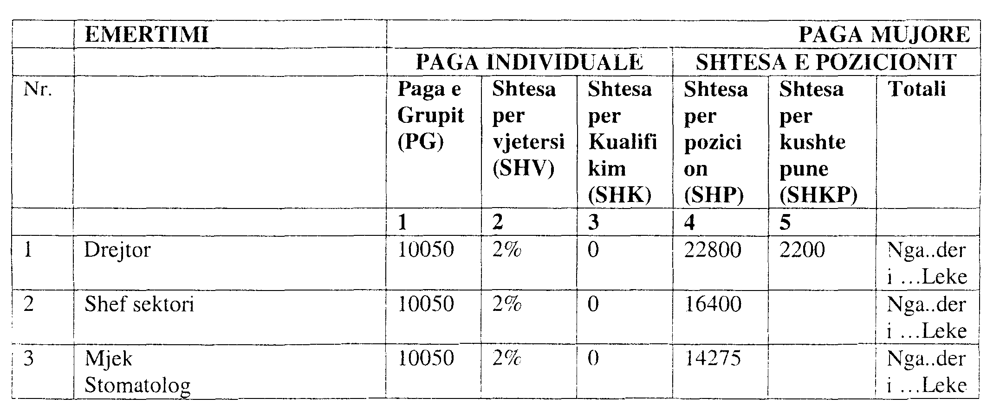 EMERTIMI PAGA MUJORE
PAGA INDIVIDUALE SHTESA E POZICIONIT
Nr. Paga e Shtesa Shtesa Shtesa Shtesa Totali
Grupit per per per per
(PG) vjetersi Kualifi pozici kushte
(SHV) kim on pune
(SHK) (SHP) (SHKP)
1 2 3 4 5
1 Drejtor 10050 2% 0 22800 2200 Nga..der
i ...Leke
2 Shef sektori 10050 2% 0 16400 Nga..der
i ...Leke
3 Mjek 10050 2% 0 14275 Nga..der
Stomatolog i ...Leke